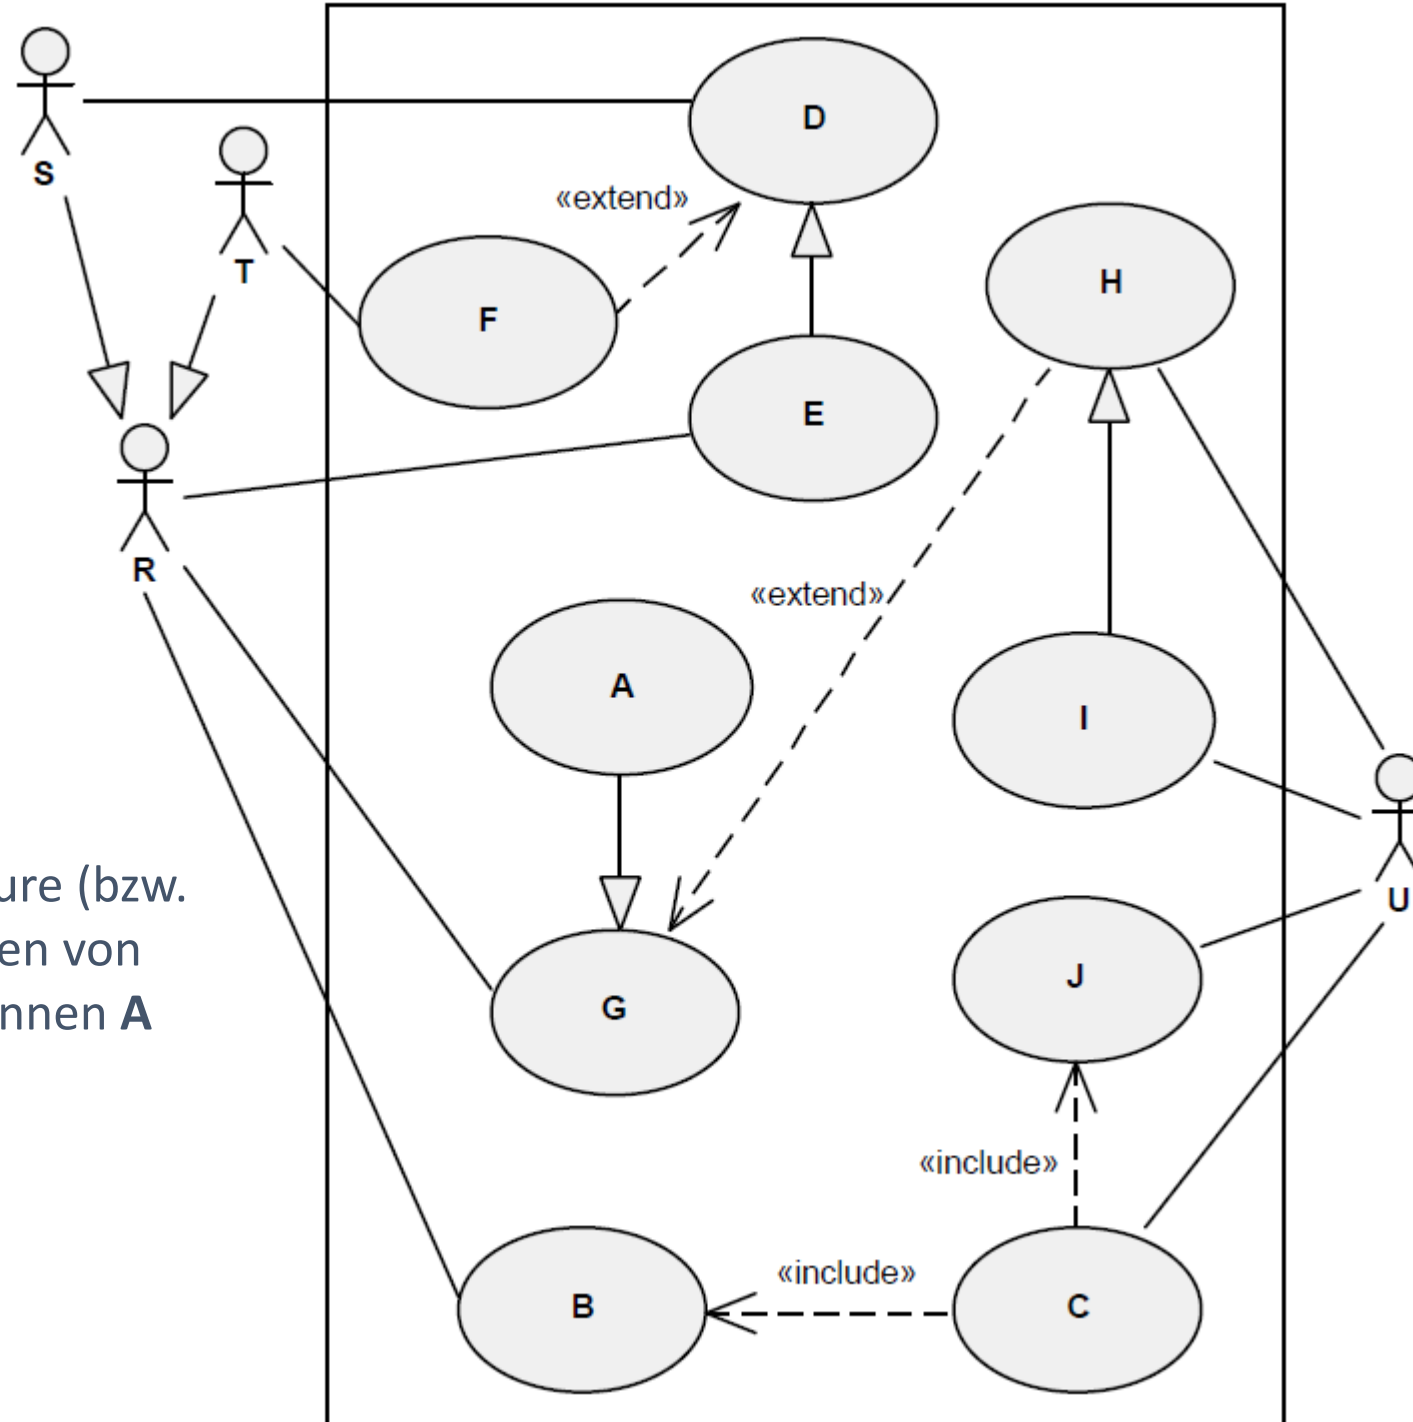 D
S
«extend»
T
H
F
E
R
«extend»
A
I
ure (bzw.
U
en von
J
G
nnen A
«include»
«include»
B
C